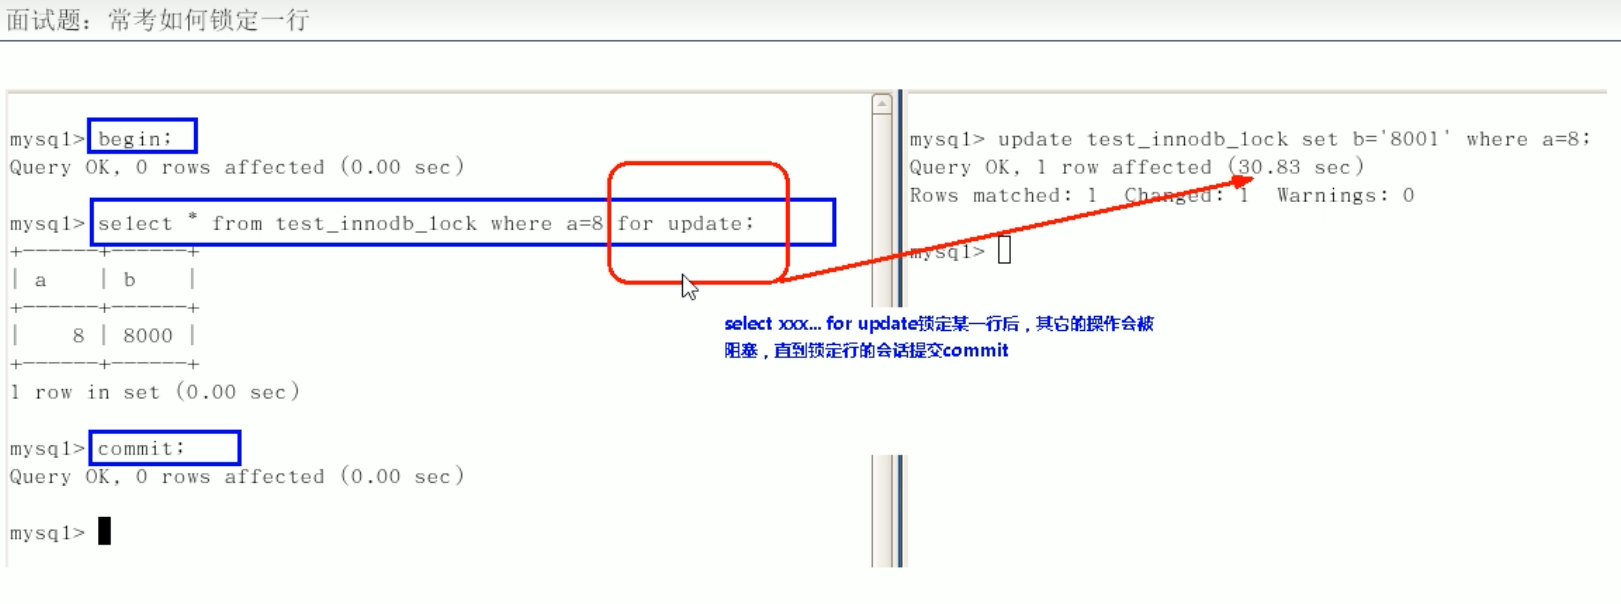 面试题：常考如何锁定一行
mysql> begin;
Query OK, 0 rows affected (0.00 sec)
mysql> select * from test_innodb_lock where a=8 for update;
+------+------+
| a    | b    |
+------+------+
|    8 | 8000 |
+------+------+
1 row in set (0.00 sec)
mysql> commit;
Query OK, 0 rows affected (0.00 sec)
mysql>
mysql> update test_innodb_lock set b='8001' where a=8;
Query OK, 1 row affected (30.83 sec)
Rows matched: 1  Changed: 1  Warnings: 0
mysql>
select xxx... for update锁定某一行后，其它的操作会被
阻塞，直到锁定行的会话提交commit